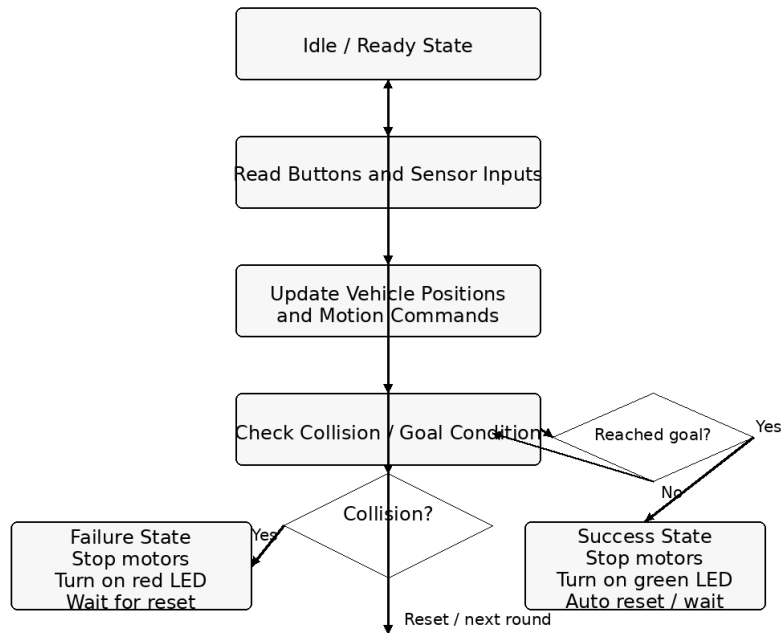 Idle / Ready State
Read Buttons and Sensor Inputs
Update Vehicle Positions
and Motion Commands
Check Collision / Goal Condition
Reached goal?
Yes
No
Collision?
Yes
Failure State
Stop motors
Turn on red LED
Wait for reset
Success State
Stop motors
Turn on green LED
Auto reset / wait
Reset / next round